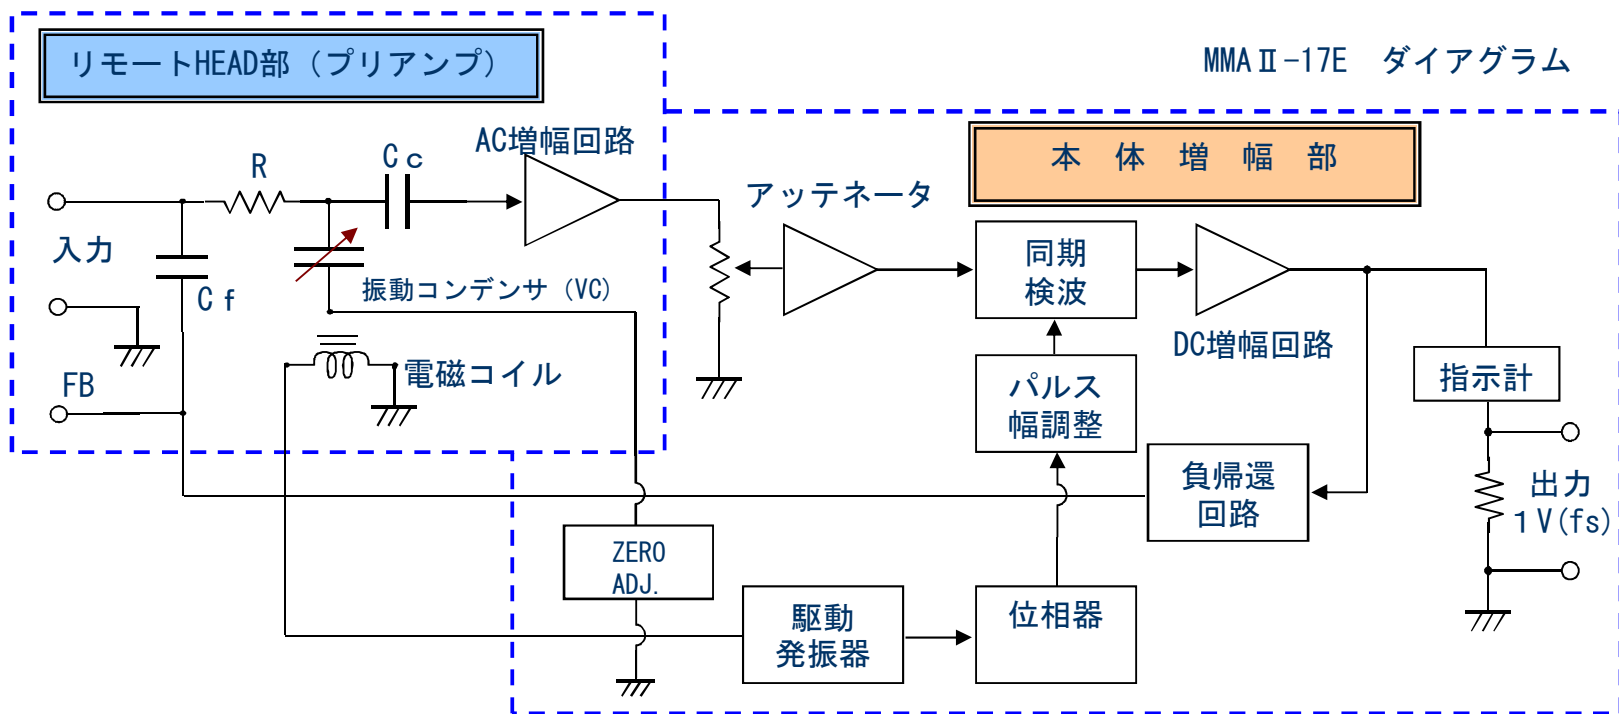 リモートHEAD部（プリアンプ）
MMAⅡ-17E　ダイアグラム
AC増幅回路
本　体　増　幅　部
R
Cc
アッテネータ
入力
同期
検波
振動コンデンサ（VC）
Cf
DC増幅回路
電磁コイル
FB
パルス
幅調整
指示計
負帰還
回路
出力
1V(fs)
ZERO
ADJ.
駆動
発振器
位相器